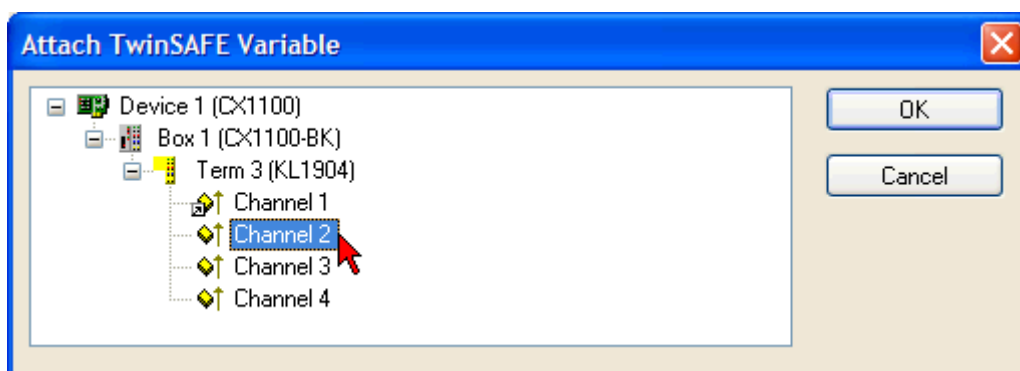 Attach TwinSAFE Variable
Device 1 (CX1100)
OK
Box 1 (CX1100-BK)
Term 3 (KL1904)
Cancel
Channel 1
Channel 2
Channel 3
Channel 4